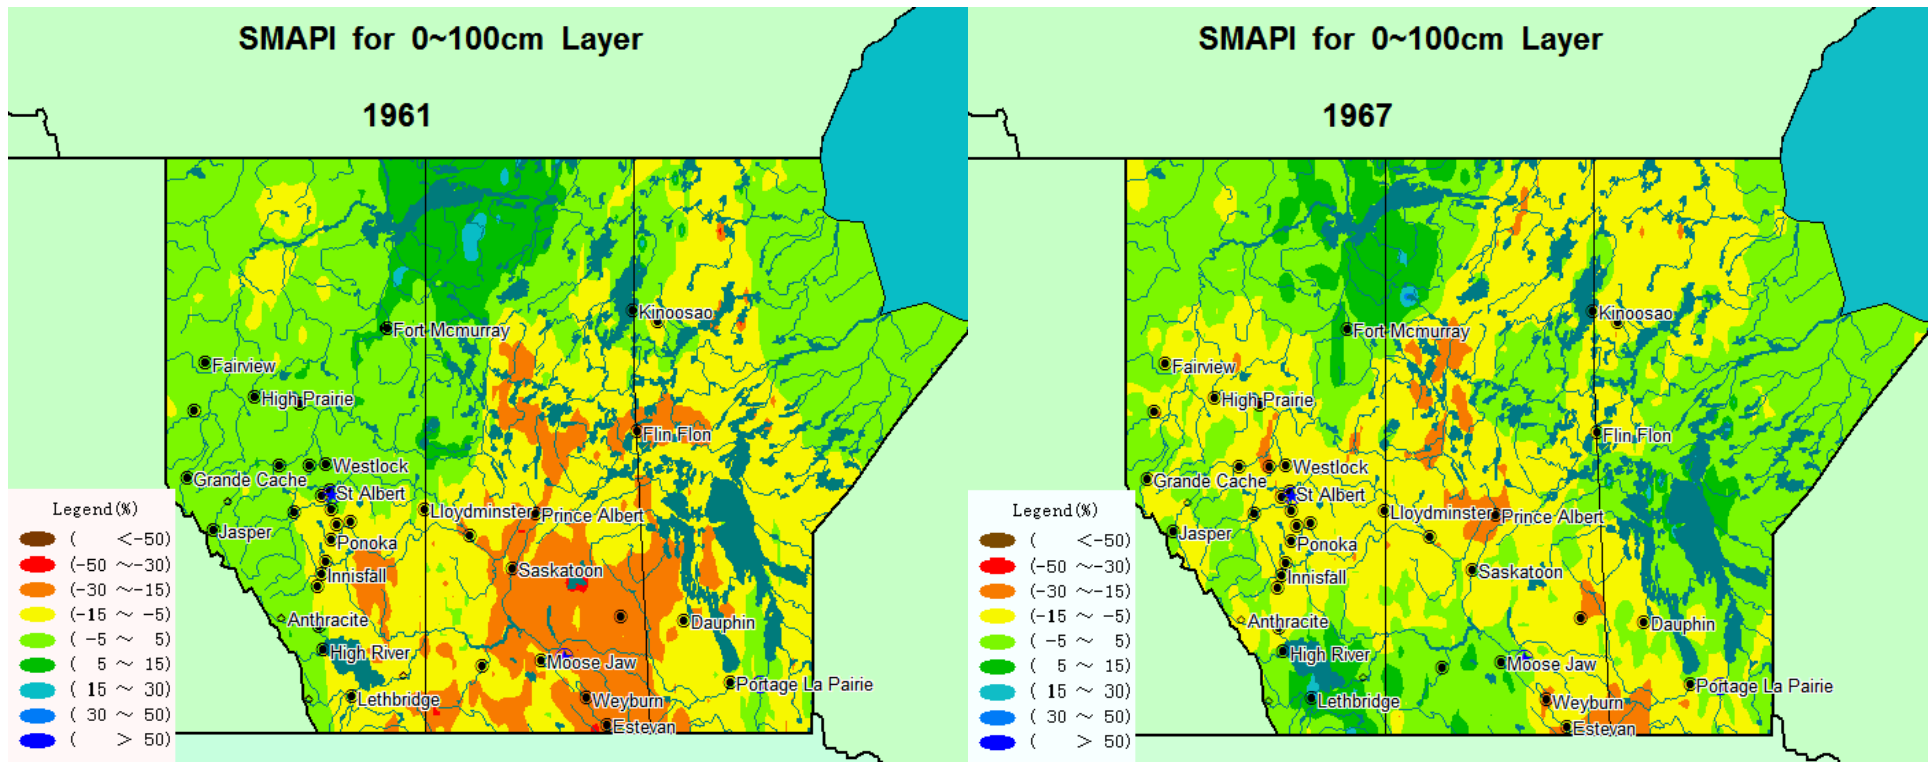 SMAPI for 0~100cm Layer
1961
Kinoosao
Fort Mcmurray
Fairview
High Prairie
Flin Flon
Westlock
Grande Cache
St Albert
Lloydminster
Prince Albert
Jasper
Ponoka
Saskatoon
Innisfall
Anthracite
Dauphin
High River
Moose Jaw
Portage La Pairie
Lethbridge
Weyburn
Estevan
Legend(%)
( <-50)
(-50 ~-30)
(-30 ~-15)
(-15 ~ -5)
( -5 ~ 5)
( 5 ~ 15)
( 15 ~ 30)
( 30 ~ 50)
( > 50)
SMAPI for 0~100cm Layer
1967
Kinoosao
Fort Mcmurray
Fairview
High Prairie
Flin Flon
Westlock
Grande Cache
St Albert
Lloydminster
Prince Albert
Jasper
Ponoka
Saskatoon
Innisfall
Anthracite
Dauphin
High River
Moose Jaw
Portage La Pairie
Lethbridge
Weyburn
Estevan
Legend(%)
( <-50)
(-50 ~-30)
(-30 ~-15)
(-15 ~ -5)
( -5 ~ 5)
( 5 ~ 15)
( 15 ~ 30)
( 30 ~ 50)
( > 50)